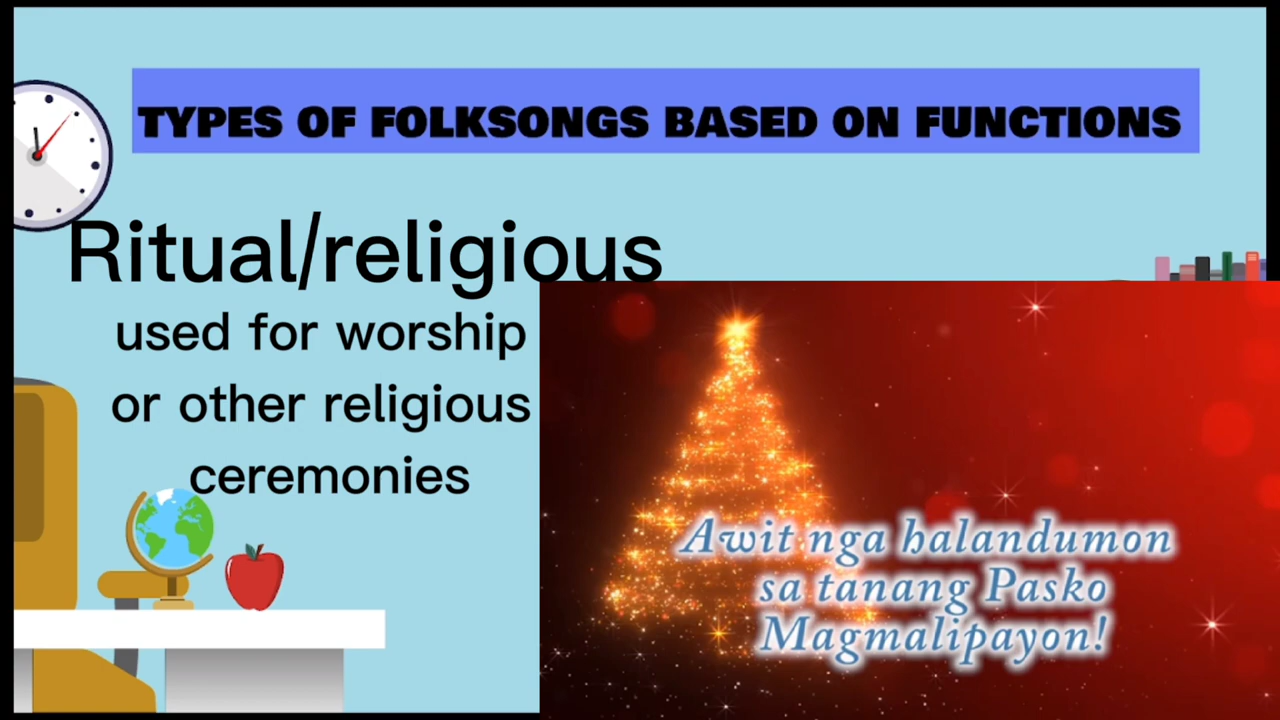 TYPES OF FOLKSONGS BASED ON FUNCTIONS
Ritual/religious
used for worship
or other religious
ceremonies
Awit nga halandumon
sa tanang Pasko
Magmalipayon!